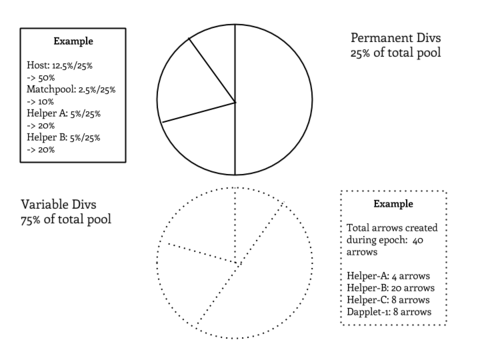 Example
Host: 12.5%/25%
-> 50%
Matchpool: 2.5%/25%
-> 10%
Helper A: 5%/25%
-> 20%
Helper B: 5%/25%
-> 20%
Permanent Divs
25% of total pool
Variable Divs
75% of total pool
Example
Total arrows created
during epoch: 40
arrows
Helper-A: 4 arrows
Helper-B: 20 arrows
Helper-C: 8 arrows
Dapplet-1: 8 arrows